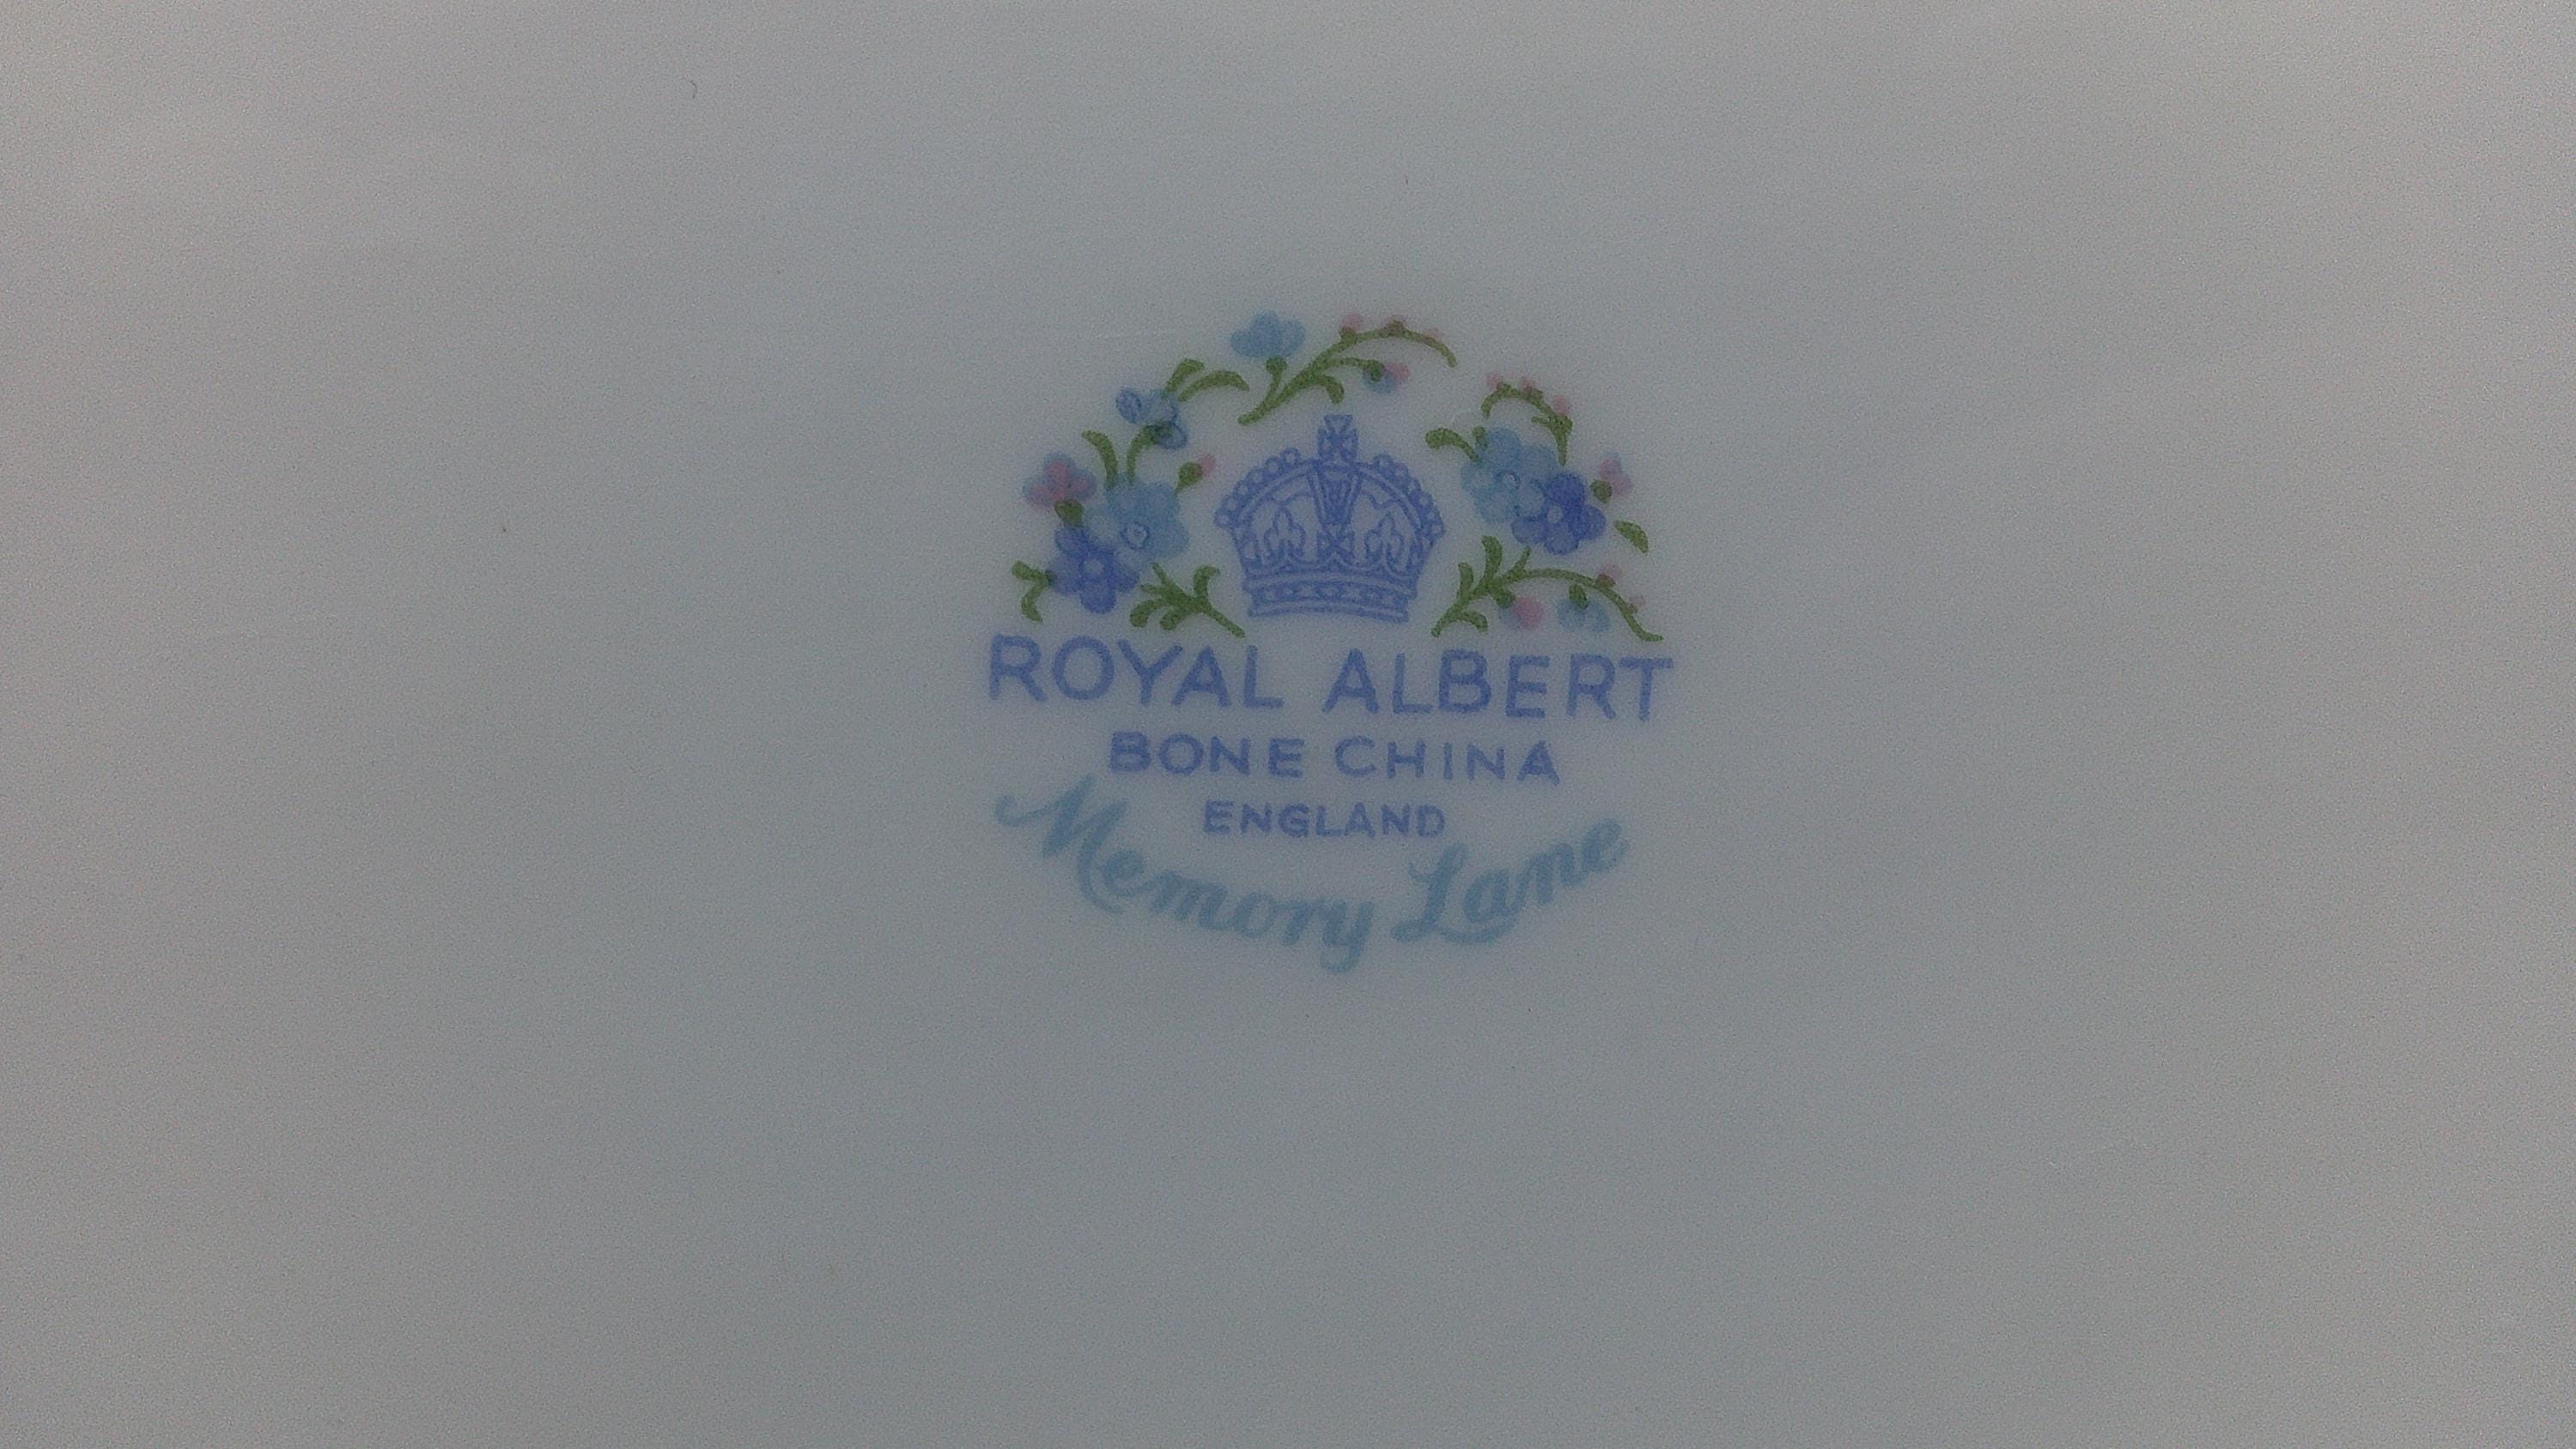 ROYAL ALBERT
BONE CHINA
ENGLAND
Memory Lane